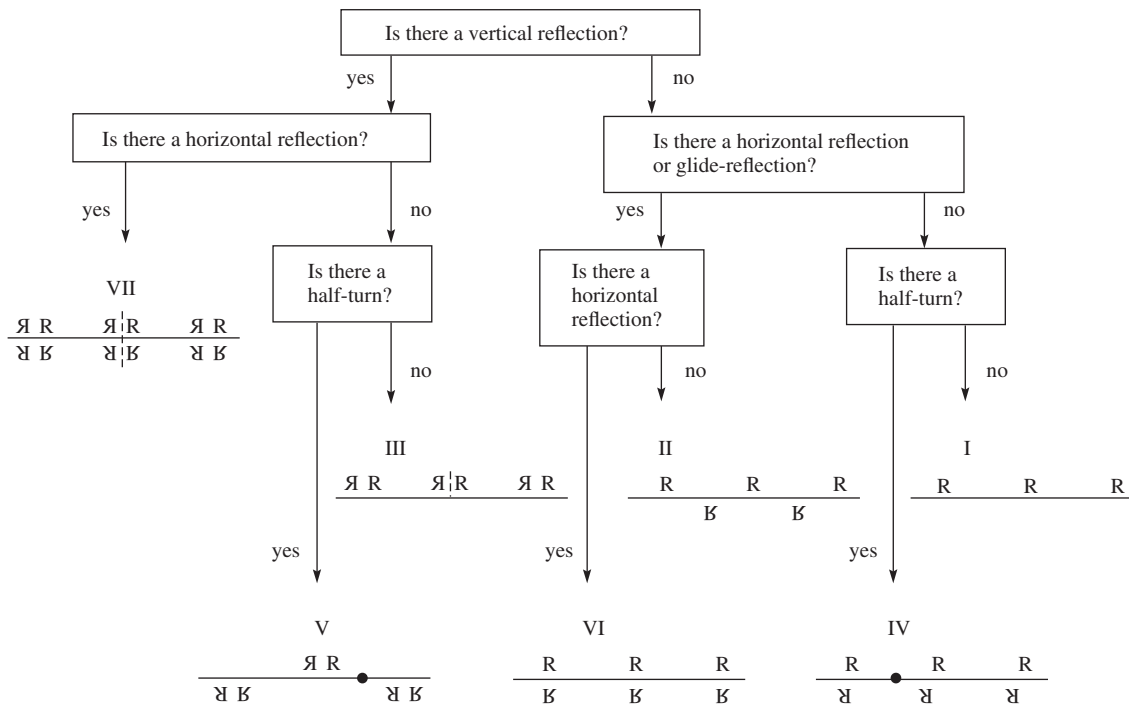 Is there a vertical reflection?
yes
no
Is there a horizontal reflection?
Is there a horizontal reflection
or glide-reflection?
yes
no
yes
no
Is there a
half-turn?
Is there a
horizontal
reflection?
Is there a
half-turn?
VII
Я R Я R Я R
ᴚ ʁ ᴚ ʁ ᴚ ʁ
no
no
no
III
Я R Я R Я R
II
R R R
ʁ ʁ
I
R R R
yes
yes
yes
V
Я R
ᴚ ʁ ᴚ ʁ
VI
R R R
ʁ ʁ ʁ
IV
R R R
ᴚ ᴚ ᴚ